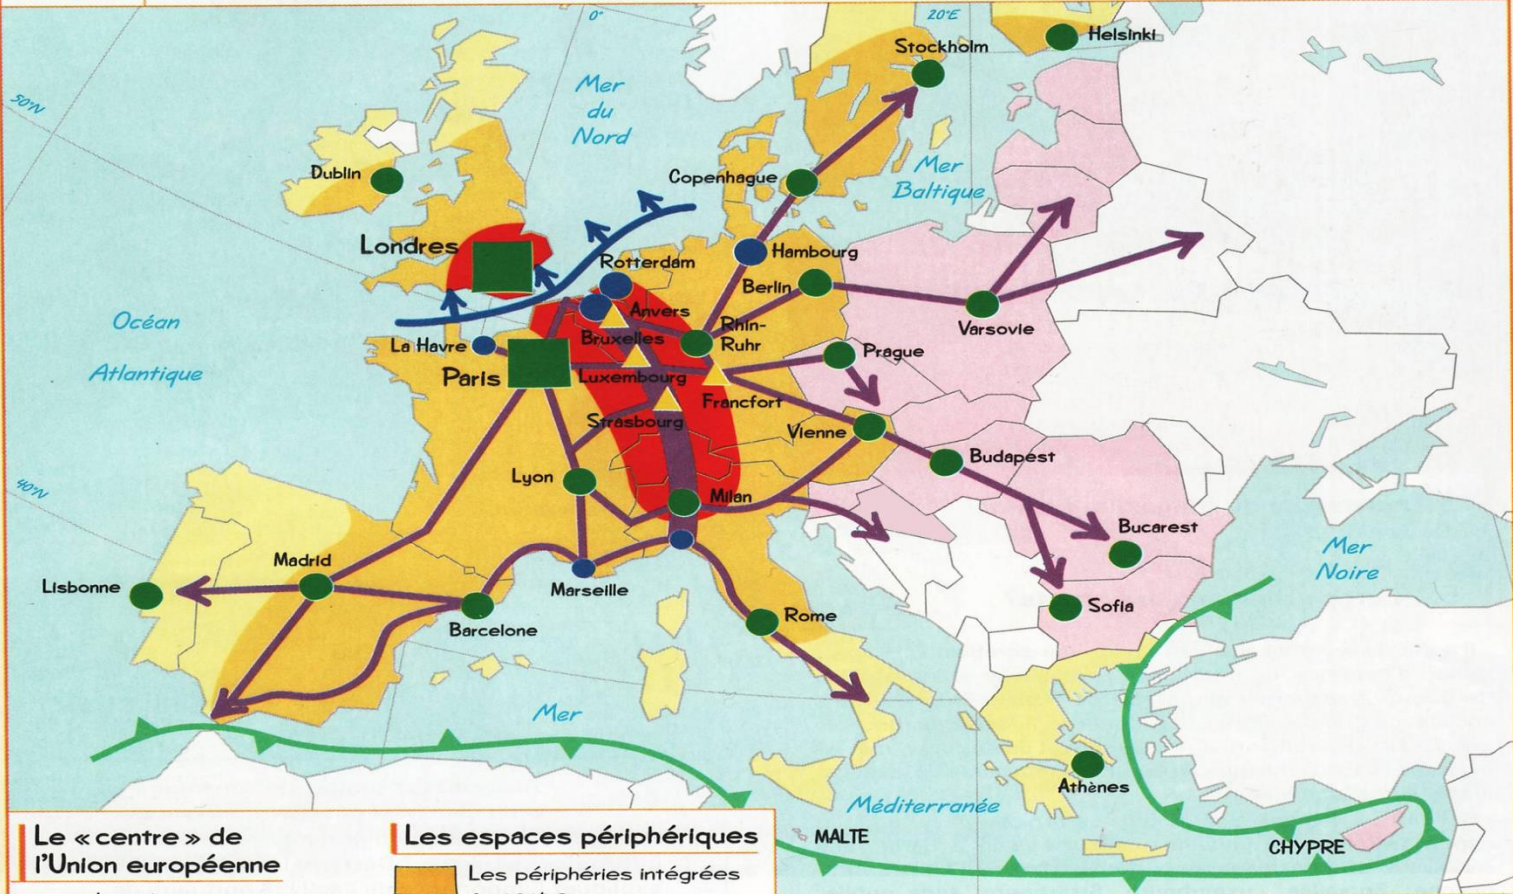 0°
20°E
50°N
40°N
Helsinki
Stockholm
Mer
du
Nord
Dublin
Copenhague
Mer
Baltique
Londres
Hambourg
Rotterdam
Berlin
Anvers
Varsovie
Océan
Atlantique
La Havre
Bruxelles
Rhin-
Ruhr
Prague
Paris
Luxembourg
Francfort
Strasbourg
Vienne
Budapest
Lyon
Milan
Bucarest
Mer
Noire
Madrid
Lisbonne
Marseille
Barcelone
Rome
Sofia
Mer
Méditerranée
Athènes
MALTE
CHYPRE
Le « centre » de
l'Union européenne
Les espaces périphériques
Les périphéries intégrées